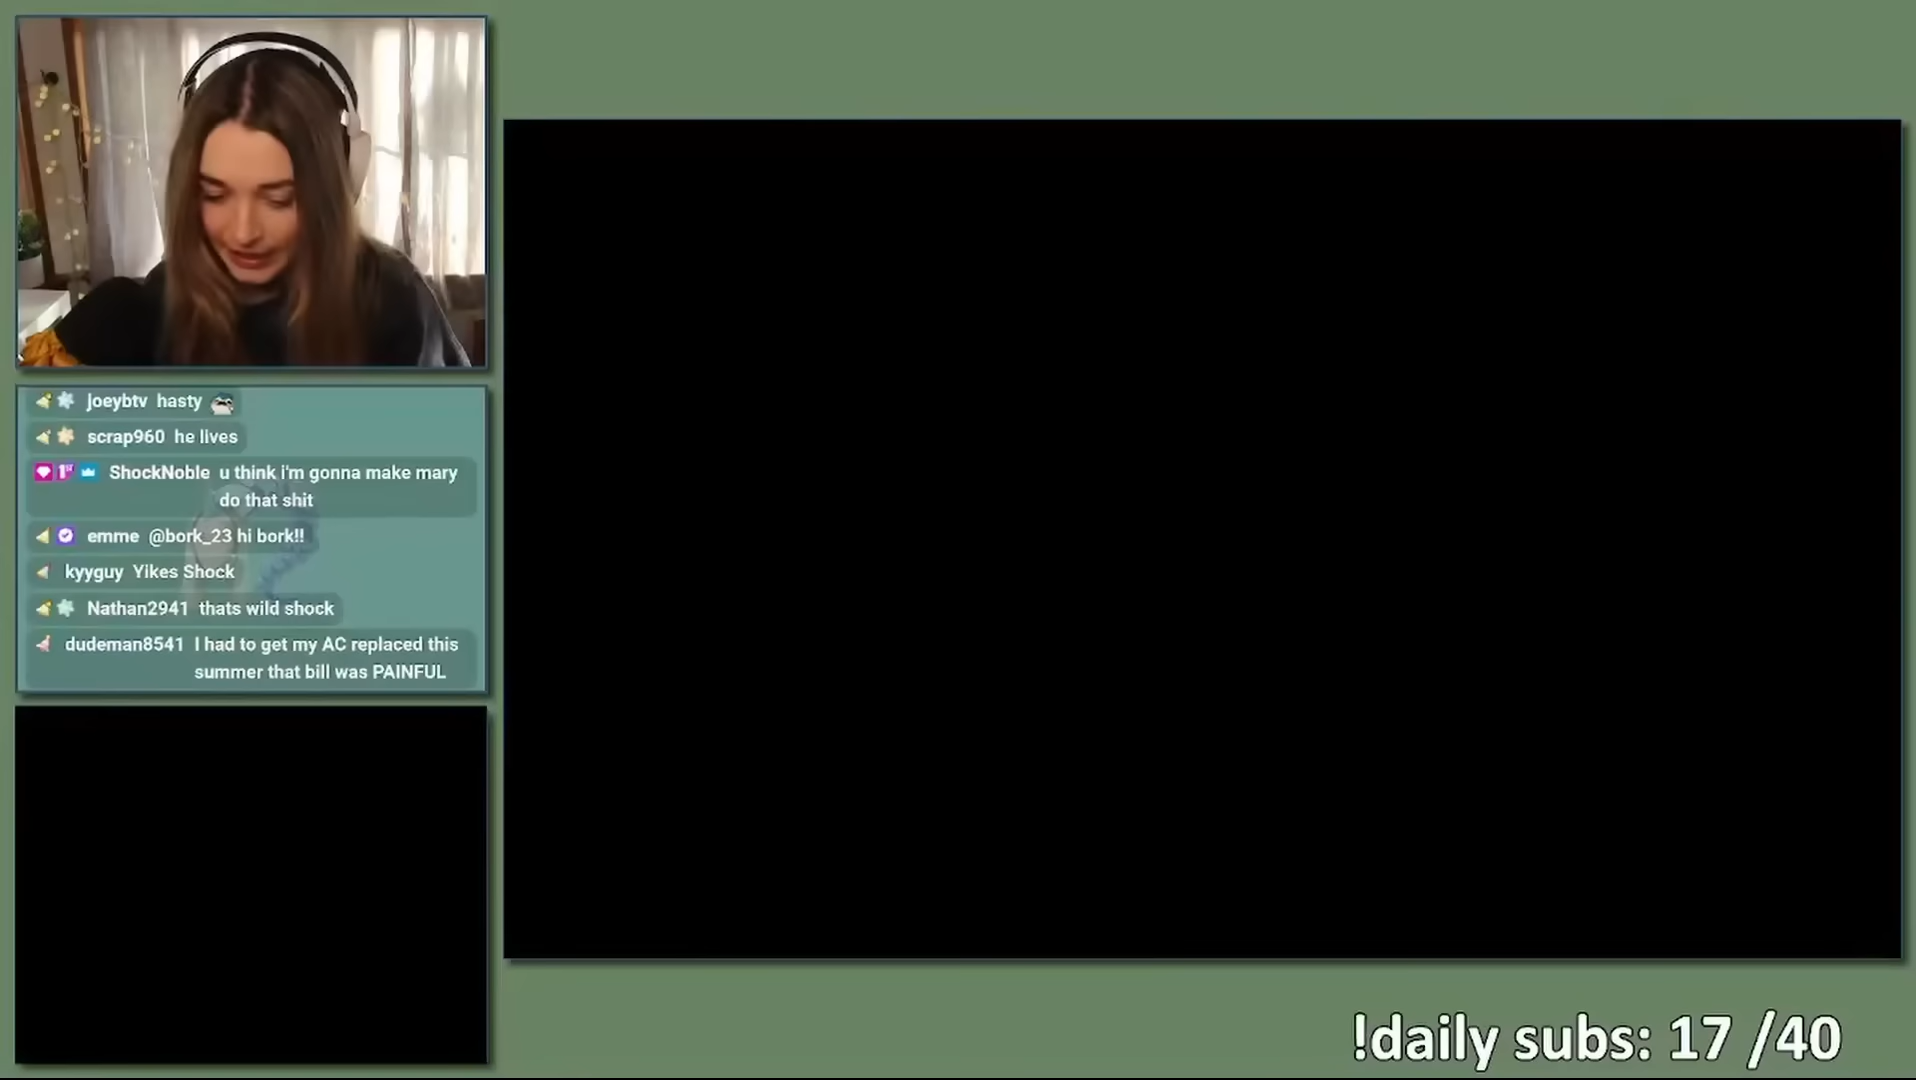 joeybtv hasty
scrap960 he lives
ShockNoble u think i'm gonna make mary
do that shit
emme @bork_23 hi bork!!
kyyguy Yikes Shock
Nathan2941 thats wild shock
dudeman8541 I had to get my AC replaced this
summer that bill was PAINFUL
!daily subs: 17 /40